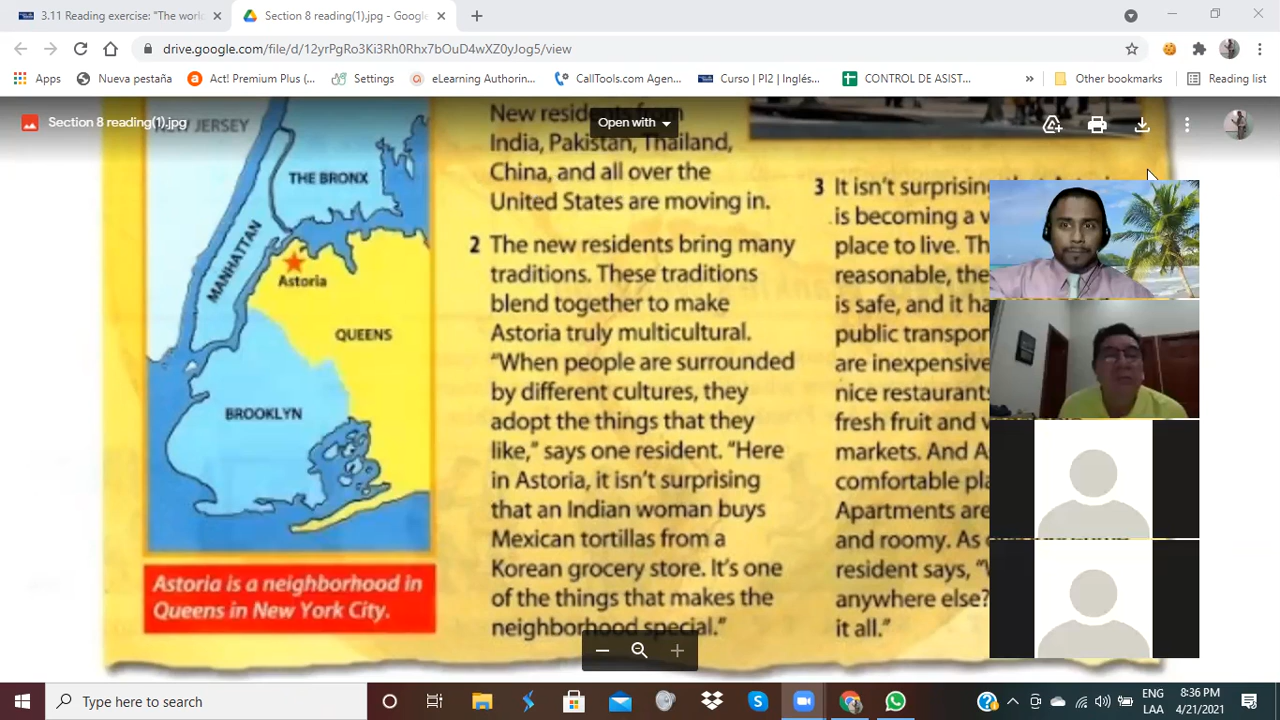 3.11 Reading exercise: "The worl
Section 8 reading(1).jpg - Google
drive.google.com/file/d/12yrPgRo3Ki3Rh0Rhx7bOuD4wXZ0yJog5/view
Apps
Nueva pestaña
Act! Premium Plus (...
Settings
eLearning Authorin...
CallTools.com Agen...
Curso | PI2 | Inglés...
CONTROL DE ASIST...
Other bookmarks
Reading list
Section 8 reading(1).jpg
Open with
NEW JERSEY
THE BRONX
MANHATTAN
Astoria
QUEENS
BROOKLYN
Astoria is a neighborhood in
Queens in New York City.
New residents from
India, Pakistan, Thailand,
China, and all over the
United States are moving in.
2 The new residents bring many
traditions. These traditions
blend together to make
Astoria truly multicultural.
"When people are surrounded
by different cultures, they
adopt the things that they
like," says one resident. "Here
in Astoria, it isn't surprising
that an Indian woman buys
Mexican tortillas from a
Korean grocery store. It's one
of the things that makes the
neighborhood special."
3 It isn't surprising
is becoming a
place to live.
reasonable, the
is safe, and it
public
are inexpensive
nice restaurants
fresh fruit and
markets. And
comfortable
Apartments are
and roomy. As
resident says,
anywhere else?
it all."
Type here to search
ENG
LAA
8:36 PM
4/21/2021